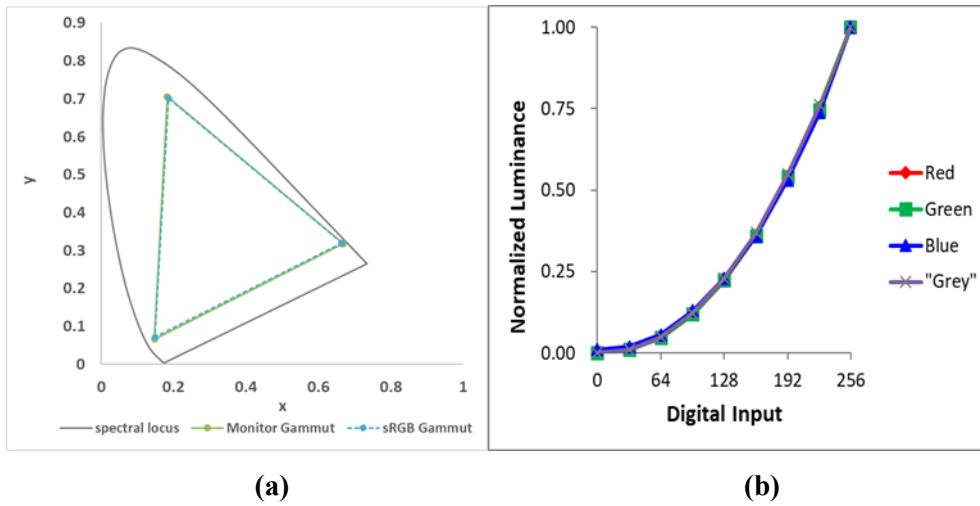 0.9
0.8
0.7
0.6
0.5
0.4
0.3
0.2
0.1
0
y
0 0.2 0.4 0.6 0.8 1
x
spectral locus Monitor Gammut sRGB Gammut
(a)
1.00
0.75
0.50
0.25
0.00
Normalized Luminance
0 64 128 192 256
Digital Input
Red
Green
Blue
"Grey"
(b)